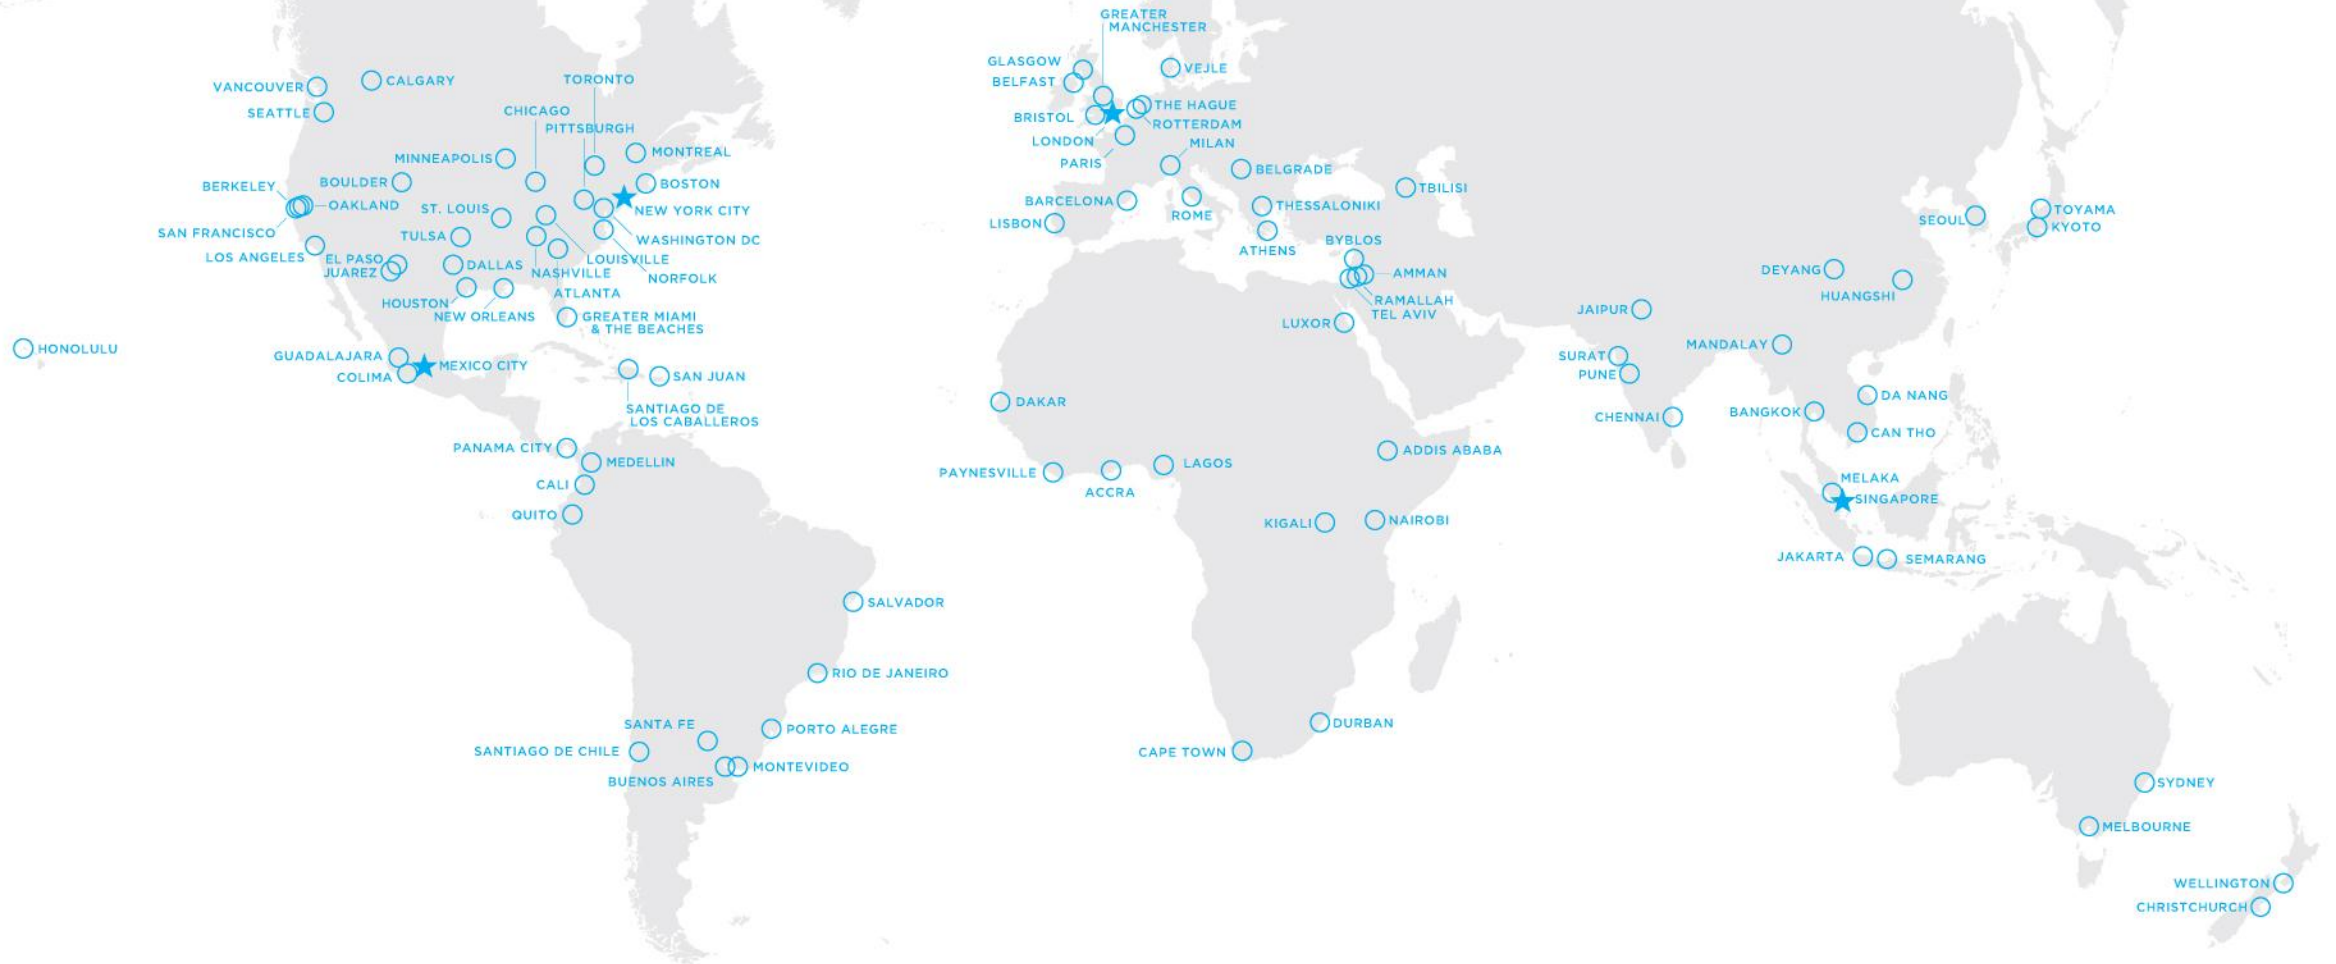 VANCOUVER
CALGARY
SEATTLE
TORONTO
CHICAGO
PITTSBURGH
MINNEAPOLIS
MONTREAL
BERKELEY
BOULDER
BOSTON
OAKLAND
ST. LOUIS
NEW YORK CITY
SAN FRANCISCO
TULSA
WASHINGTON DC
LOS ANGELES
EL PASO
JUAREZ
DALLAS
LOUISVILLE
NASHVILLE
NORFOLK
HOUSTON
ATLANTA
NEW ORLEANS
GREATER MIAMI
& THE BEACHES
HONOLULU
GUADALAJARA
MEXICO CITY
COLIMA
SAN JUAN
SANTIAGO DE
LOS CABALLEROS
PANAMA CITY
MEDELLIN
CALI
QUITO
SALVADOR
RIO DE JANEIRO
SANTA FE
PORTO ALEGRE
SANTIAGO DE CHILE
MONTEVIDEO
BUENOS AIRES
GREATER
MANCHESTER
GLASGOW
BELFAST
VEJLE
THE HAGUE
BRISTOL
ROTTERDAM
LONDON
MILAN
PARIS
BELGRADE
TBILISI
BARCELONA
ROME
THESSALONIKI
LISBON
ATHENS
BYBLOS
AMMAN
RAMALLAH
TEL AVIV
LUXOR
DAKAR
ADDIS ABABA
PAYNESVILLE
LAGOS
ACCRA
KIGALI
NAIROBI
DURBAN
CAPE TOWN
SEOUL
TOYAMA
KYOTO
DEYANG
HUANGSHI
JAIPUR
MANDALAY
SURAT
PUNE
DA NANG
CHENNAI
BANGKOK
CAN THO
MELAKA
SINGAPORE
JAKARTA
SEMARANG
SYDNEY
MELBOURNE
WELLINGTON
CHRISTCHURCH